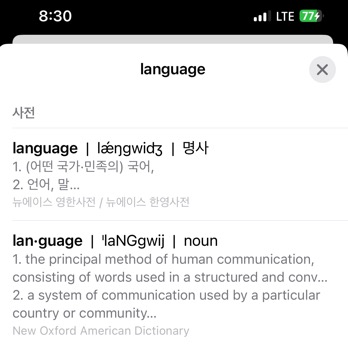 8:30
LTE 77
language
사전
language | lǽŋgwidʒ | 명사
1. (어떤 국가·민족의) 국어,
2. 언어, 말...
뉴에이스 영한사전 / 뉴에이스 한영사전
lan·guage | ˈlaNGgwij | noun
1. the principal method of human communication,
consisting of words used in a structured and conv...
2. a system of communication used by a particular
country or community...
New Oxford American Dictionary